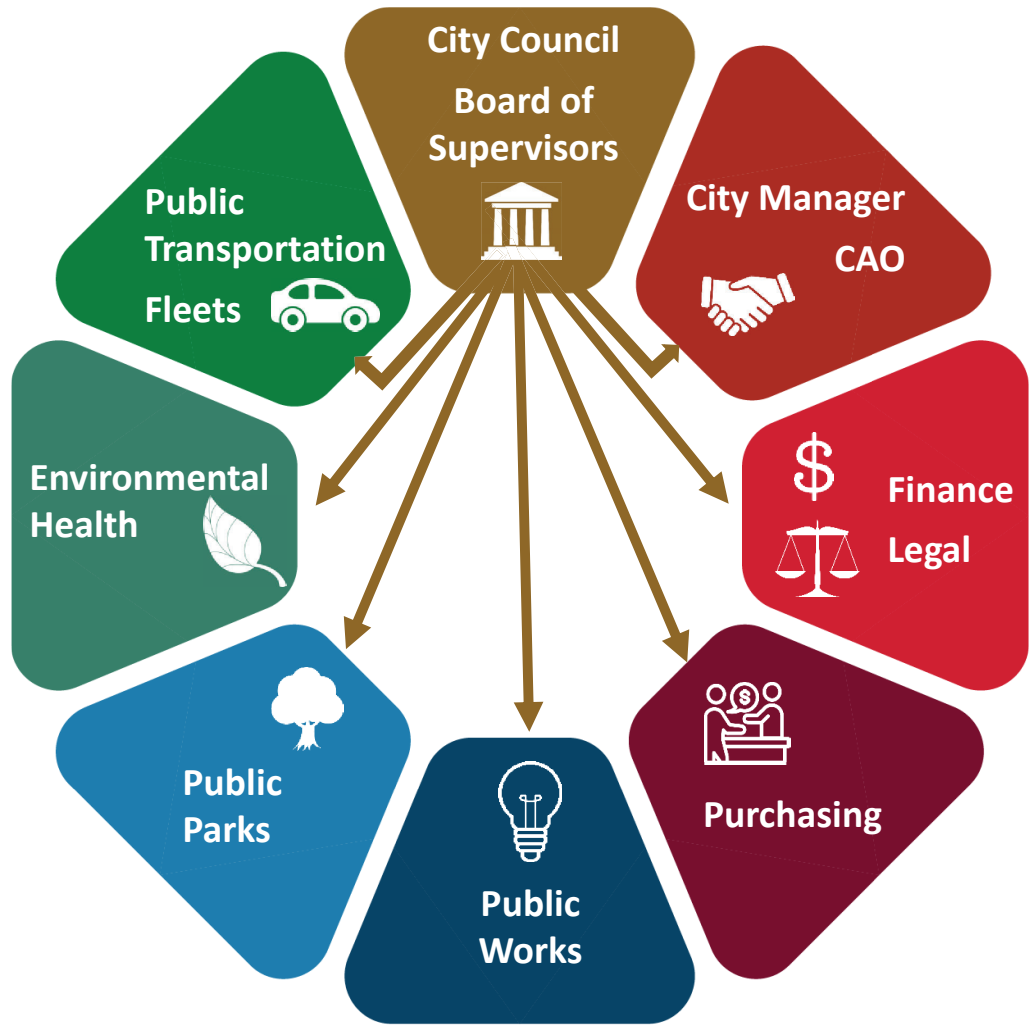 City Council
Board of
Supervisors
City Manager
CAO
$
Finance
Legal
$
Purchasing
Public
Works
Public
Parks
Environmental
Health
Public
Transportation
Fleets